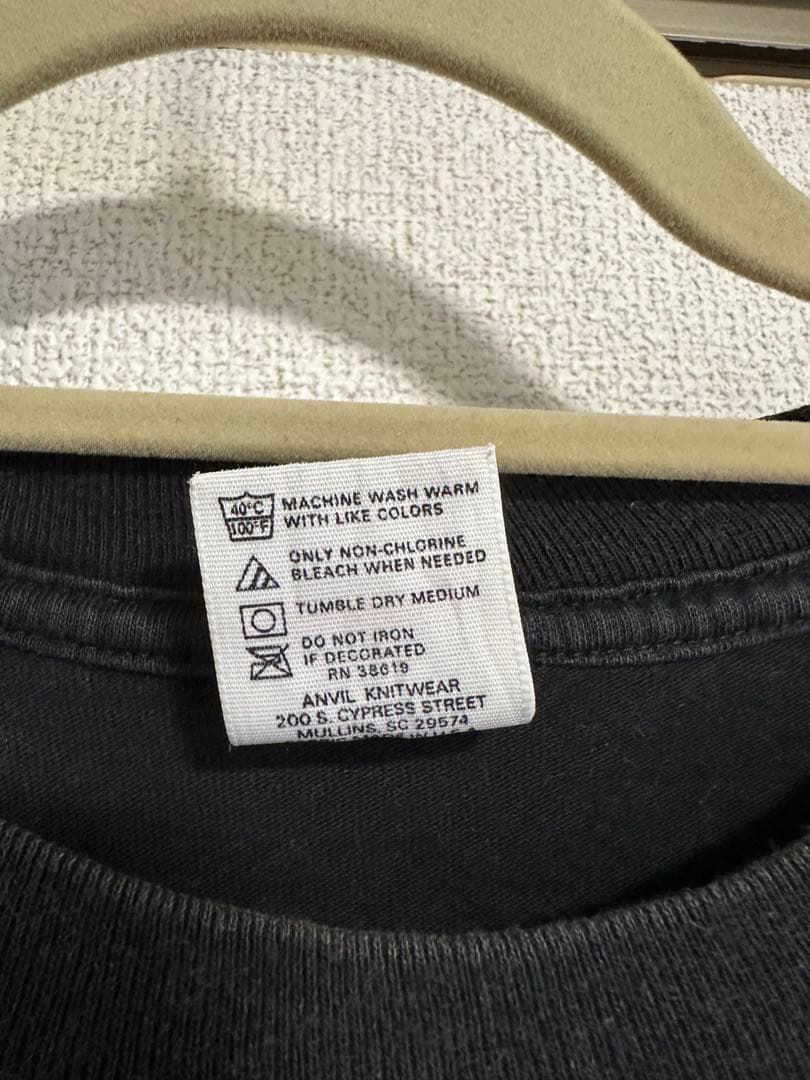 40°C
100°F
MACHINE WASH WARM
WITH LIKE COLORS
ONLY NON-CHLORINE
BLEACH WHEN NEEDED
TUMBLE DRY MEDIUM
DO NOT IRON
IF DECORATED
RN 38619
ANVIL KNITWEAR
200 S. CYPRESS STREET
MULLINS, SC 29574